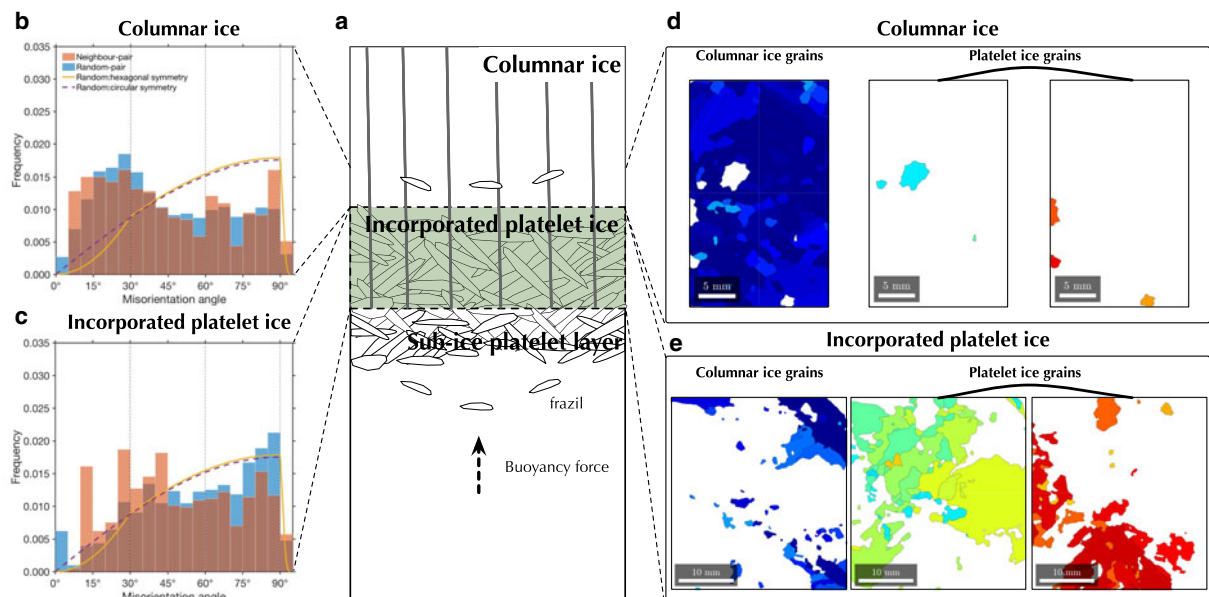 b
Columnar ice
0.035
0.030
0.025
0.020
0.015
0.010
0.005
0.000
Frequency
Neighbour-pair
Random-pair
Random:hexagonal symmetry
Random:circular symmetry
0° 15° 30° 45° 60° 75° 90°
Misorientation angle
c
Incorporated platelet ice
0.035
0.030
0.025
0.020
0.015
0.010
0.005
0.000
Frequency
0° 15° 30° 45° 60° 75° 90°
Misorientation angle
a
Columnar ice
Incorporated platelet ice
Sub-ice platelet layer
frazil
Buoyancy force
d
Columnar ice
Columnar ice grains
Platelet ice grains
5 mm
5 mm
5 mm
e
Incorporated platelet ice
Columnar ice grains
Platelet ice grains
10 mm
10 mm
10 mm